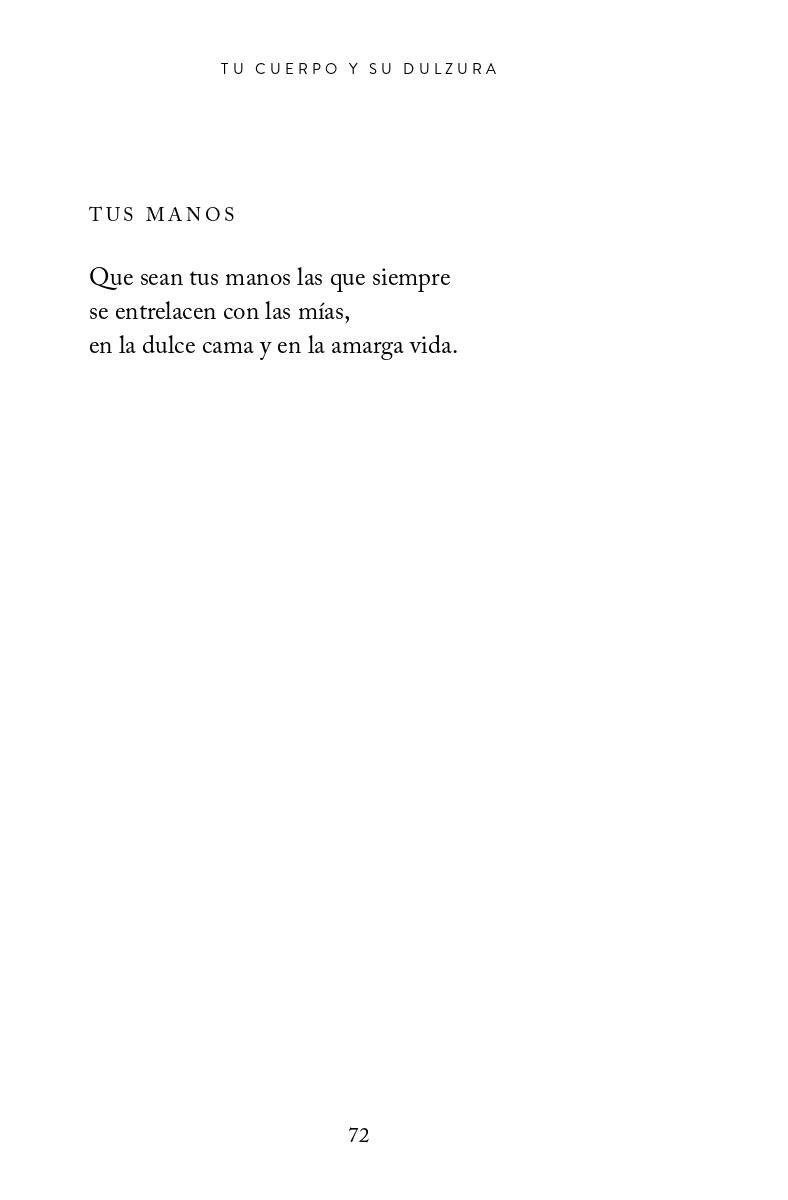 TU CUERPO Y SU DULZURA
TUS MANOS
Que sean tus manos las que siempre
se entrelacen con las mías,
en la dulce cama y en la amarga vida.
72